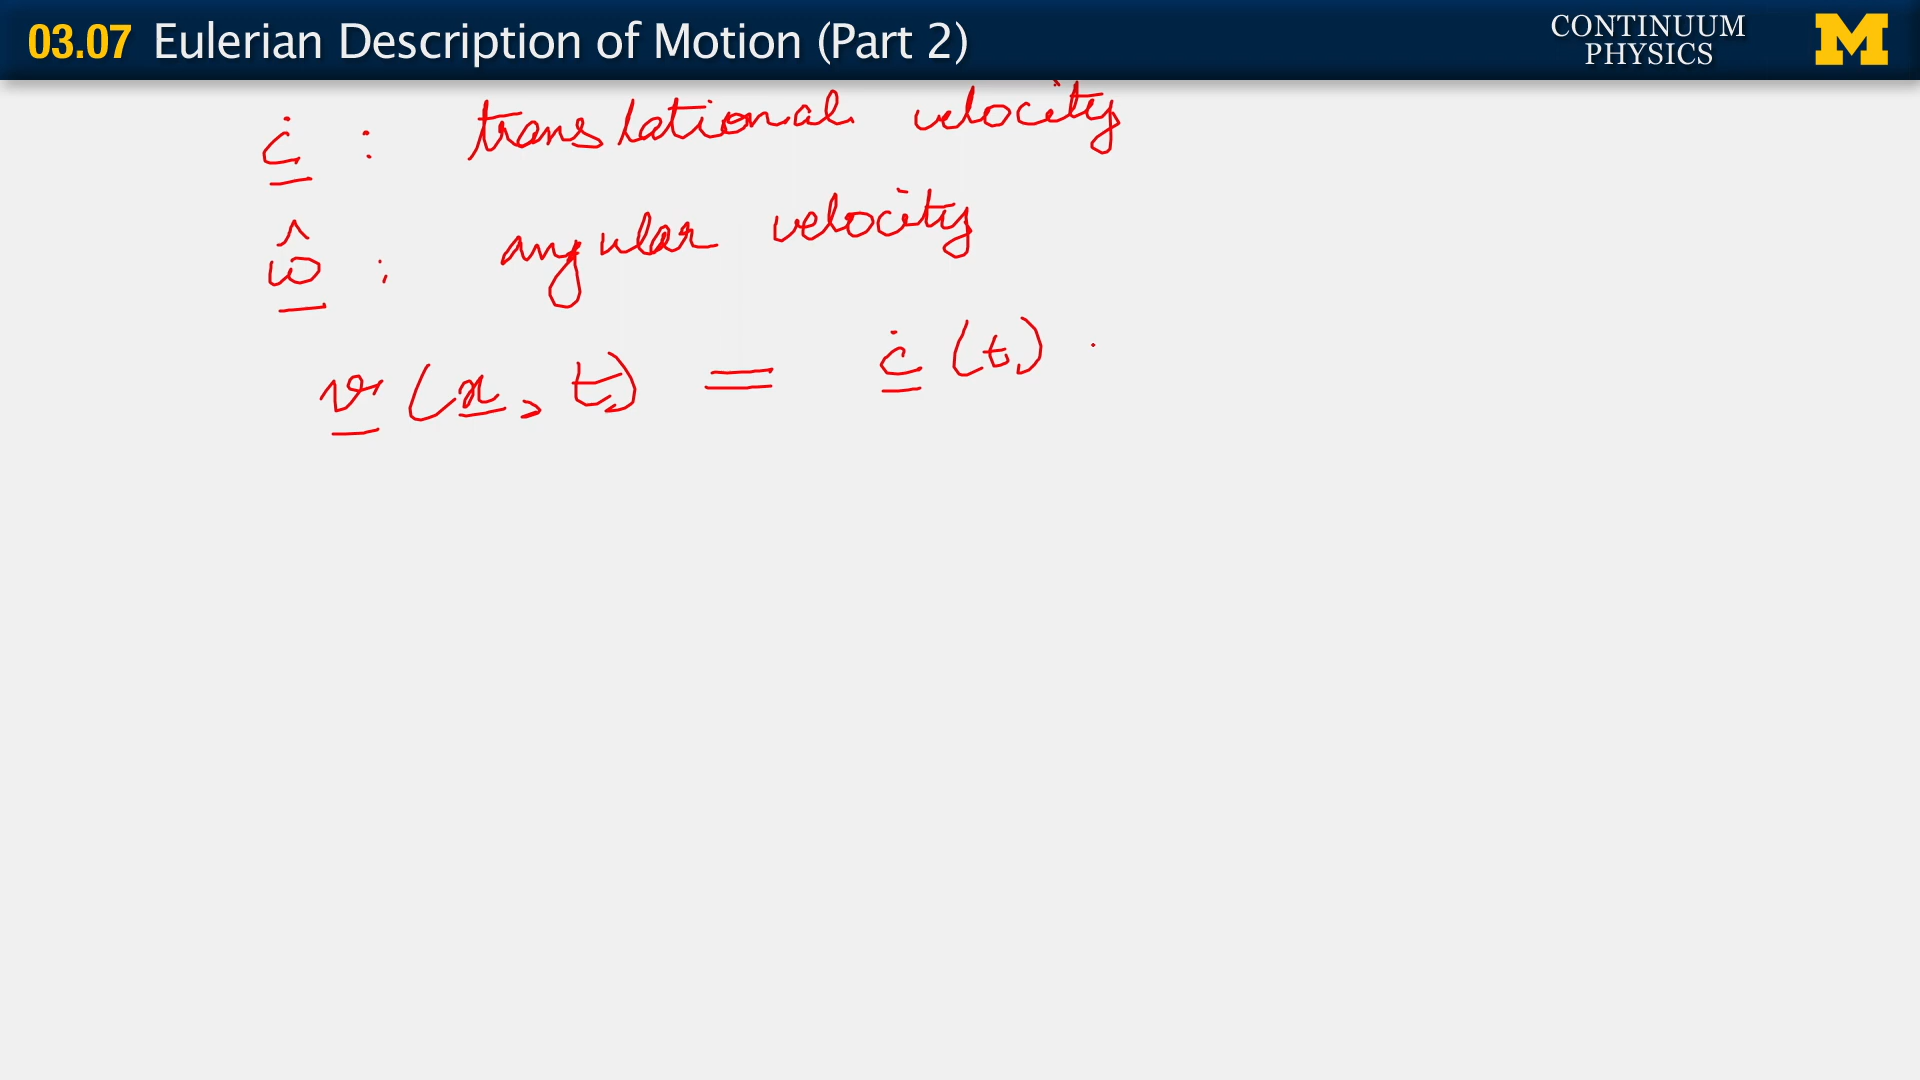 03.07 Eulerian Description of Motion (Part 2)
CONTINUUM
PHYSICS
M
ċ : translational velocity
ω̂ : angular velocity
v(x, t) = ċ(t)